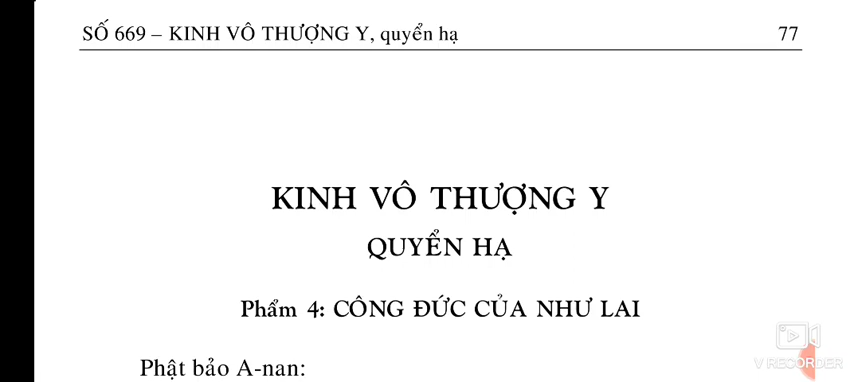 SỐ 669 – KINH VÔ THƯỢNG Y, quyển hạ 77
KINH VÔ THƯỢNG Y
QUYỂN HẠ
Phẩm 4: CÔNG ĐỨC CỦA NHƯ LAI
Phật bảo A-nan:
V RECORDER